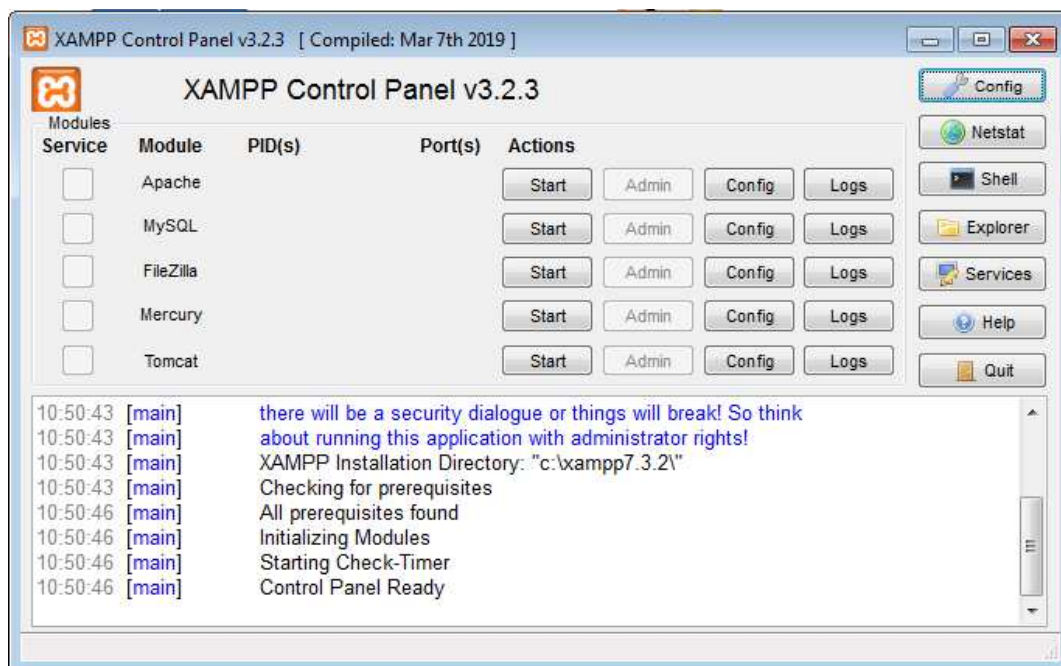 XAMPP Control Panel v3.2.3 [ Compiled: Mar 7th 2019 ]
XAMPP Control Panel v3.2.3
Config
Modules
Service Module PID(s) Port(s) Actions
Netstat
Apache Start Admin Config Logs
Shell
MySQL Start Admin Config Logs
Explorer
FileZilla Start Admin Config Logs
Services
Mercury Start Admin Config Logs
Help
Tomcat Start Admin Config Logs
Quit
10:50:43 [main] there will be a security dialogue or things will break! So think
10:50:43 [main] about running this application with administrator rights!
10:50:43 [main] XAMPP Installation Directory: "c:\xampp7.3.2\"
10:50:43 [main] Checking for prerequisites
10:50:46 [main] All prerequisites found
10:50:46 [main] Initializing Modules
10:50:46 [main] Starting Check-Timer
10:50:46 [main] Control Panel Ready